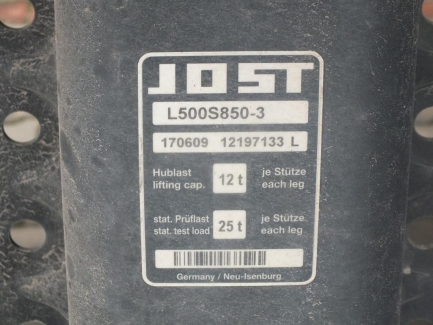 JOST
L500S850-3
170609 12197133 L
Hublast 12 t je Stütze
lifting cap. each leg
stat. Prüflast 25 t je Stütze
stat. test load each leg
Germany / Neu-Isenburg